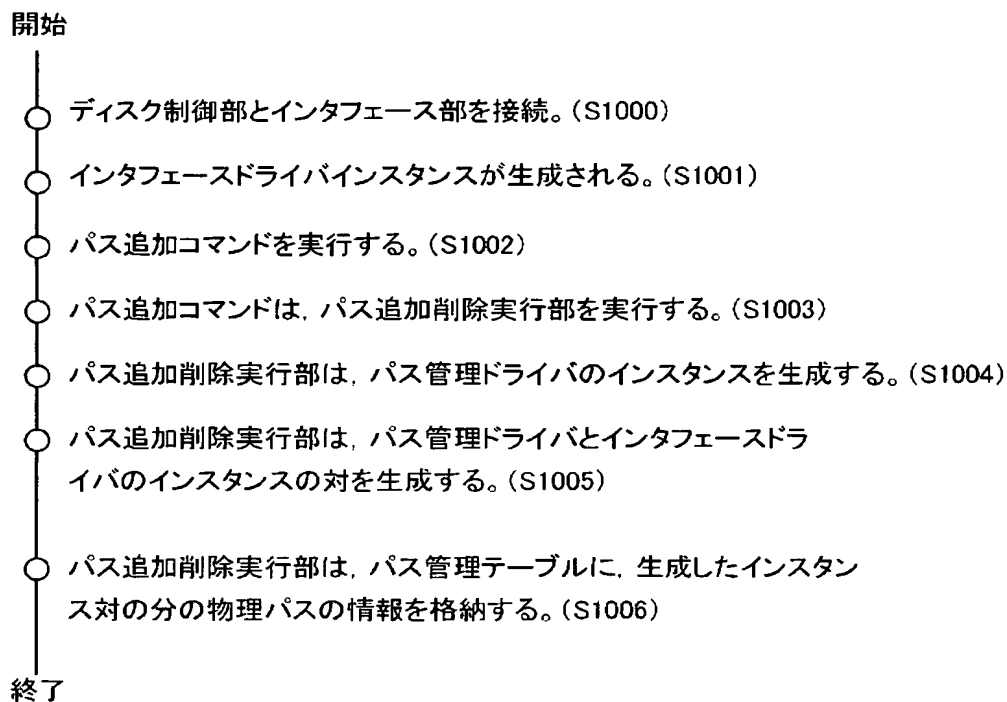 開始
ディスク制御部とインタフェース部を接続。(S1000)
インタフェースドライバインスタンスが生成される。(S1001)
パス追加コマンドを実行する。(S1002)
パス追加コマンドは，パス追加削除実行部を実行する。(S1003)
パス追加削除実行部は，パス管理ドライバのインスタンスを生成する。(S1004)
パス追加削除実行部は，パス管理ドライバとインタフェースドラ
イバのインスタンスの対を生成する。(S1005)
パス追加削除実行部は，パス管理テーブルに，生成したインスタン
ス対の分の物理パスの情報を格納する。(S1006)
終了